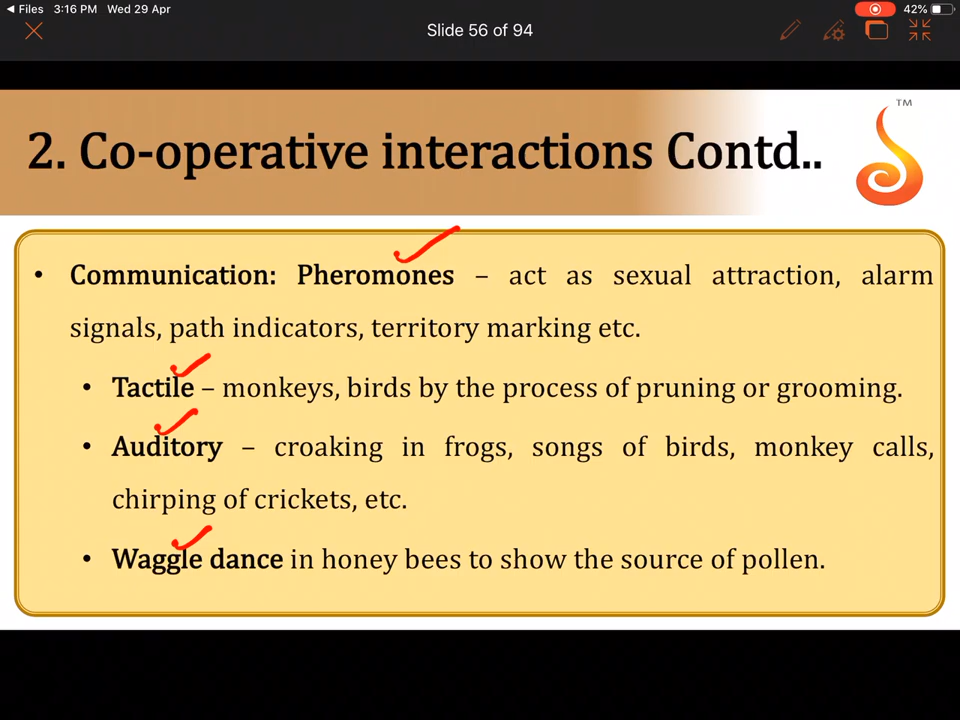 ◀ Files 3:16 PM Wed 29 Apr 42%
Slide 56 of 94
TM
2. Co-operative interactions Contd..
• Communication: Pheromones – act as sexual attraction, alarm
signals, path indicators, territory marking etc.
• Tactile – monkeys, birds by the process of pruning or grooming.
• Auditory – croaking in frogs, songs of birds, monkey calls,
chirping of crickets, etc.
• Waggle dance in honey bees to show the source of pollen.